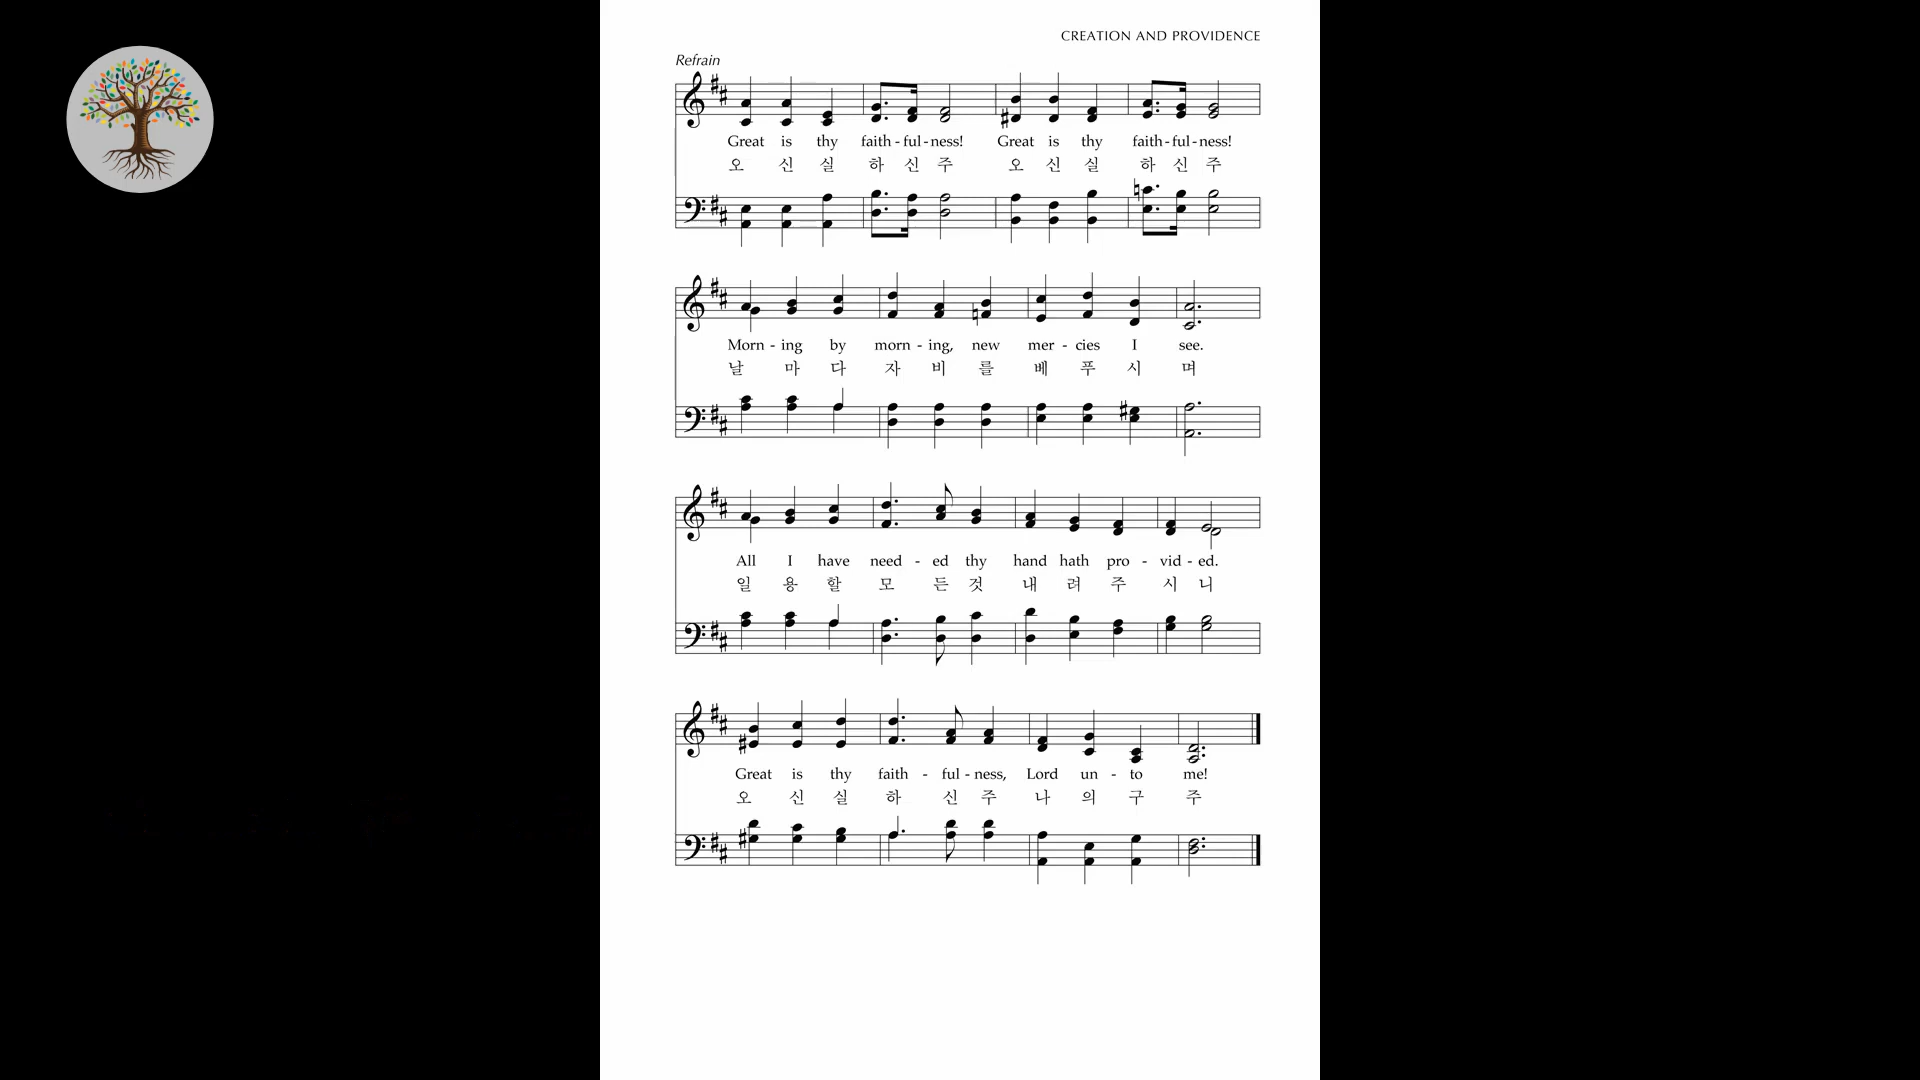 CREATION AND PROVIDENCE
Refrain
Great is thy faith - ful - ness! Great is thy faith - ful - ness!
오 신 실 하 신 주 오 신 실 하 신 주
Morn - ing by morn - ing, new mer - cies I see.
날 마 다 자 비 를 베 푸 시 며
All I have need - ed thy hand hath pro - vid - ed.
일 용 할 모 든 것 내 려 주 시 니
Great is thy faith - ful - ness, Lord un - to me!
오 신 실 하 신 주 나 의 구 주